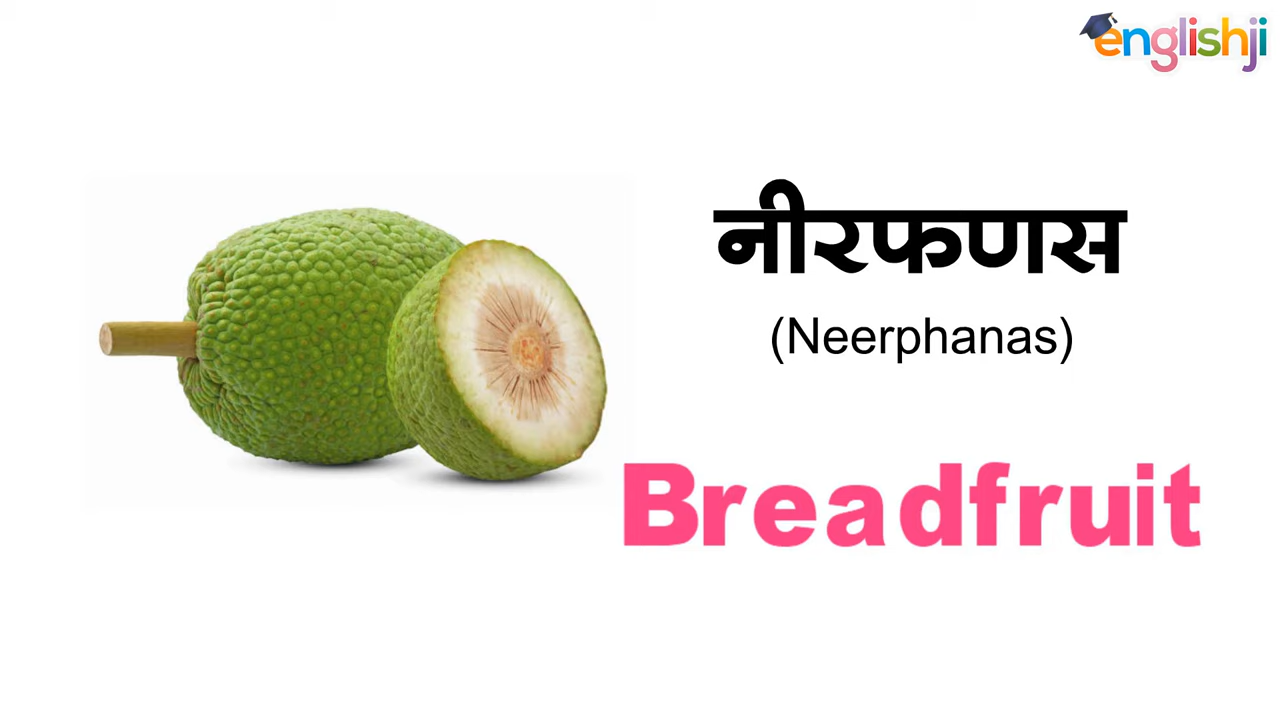 englishji
नीरफणस
(Neerphanas)
Breadfruit